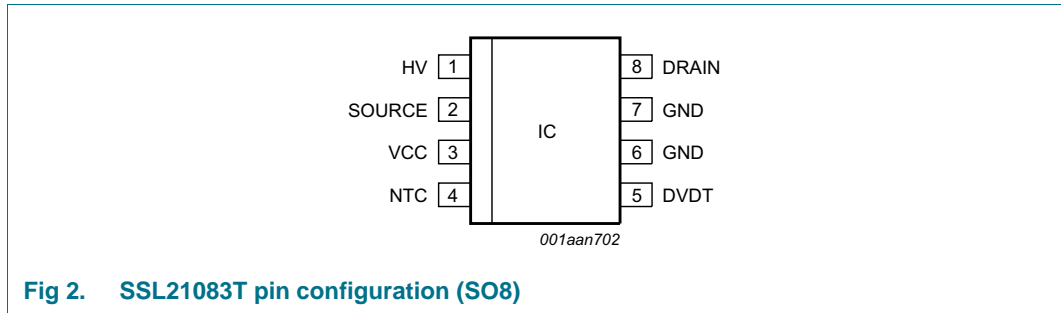 HV 1 8 DRAIN
SOURCE 2 7 GND
IC
VCC 3 6 GND
NTC 4 5 DVDT
001aan702
Fig 2. SSL21083T pin configuration (SO8)